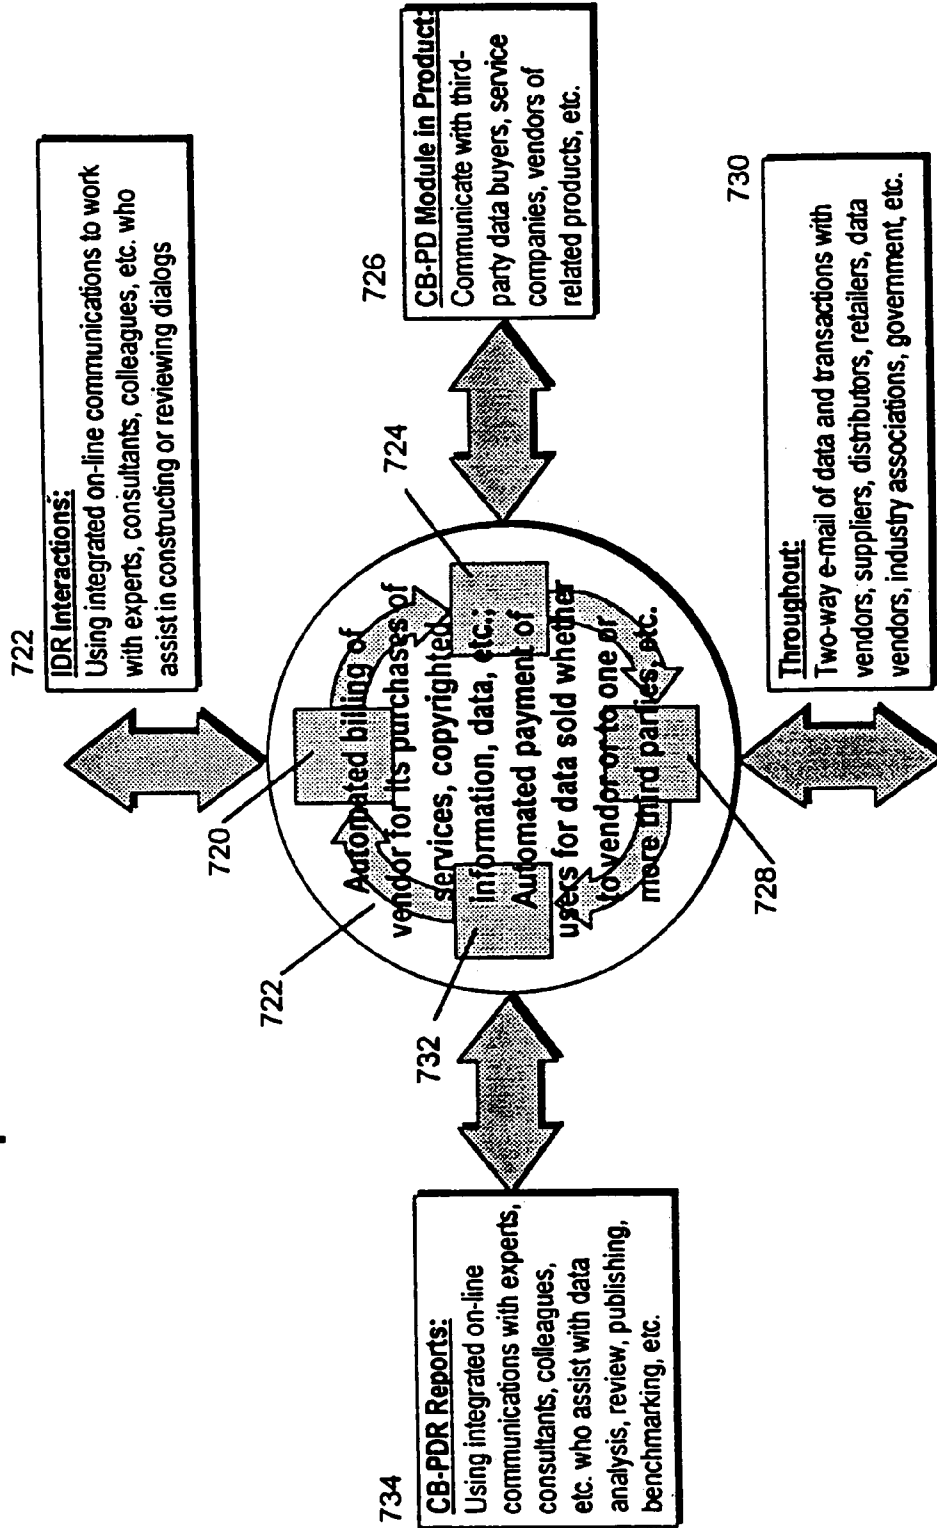 722
IDR Interactions:
Using integrated on-line communications to work
with experts, consultants, colleagues, etc. who
assist in constructing or reviewing dialogs
734
CB-PDR Reports:
Using integrated on-line
communications with experts,
consultants, colleagues,
etc. who assist with data
analysis, review, publishing,
benchmarking, etc.
722
720
732
724
728
Automated billing of
vendor for its purchases of
services, copyrighted
information, data, etc.;
Automated payment of
users for data sold whether
to vendor or to one or
more third paries, etc.
726
CB-PD Module in Product:
Communicate with third-
party data buyers, service
companies, vendors of
related products, etc.
730
Throughout:
Two-way e-mail of data and transactions with
vendors, suppliers, distributors, retailers, data
vendors, industry associations, government, etc.